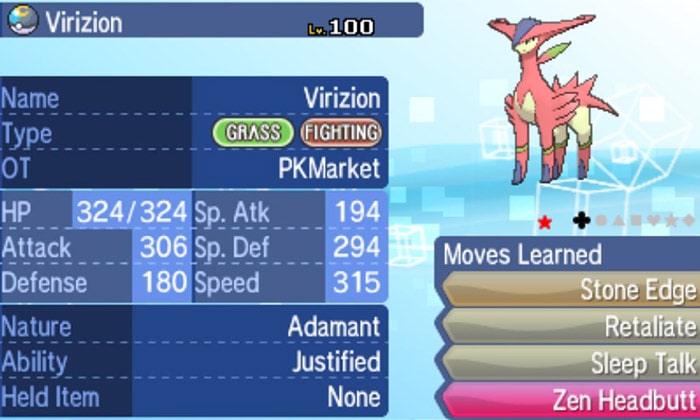 Virizion Lv.100
Name Virizion
Type GRASS FIGHTING
OT PKMarket
HP 324/324 Sp. Atk 194
Attack 306 Sp. Def 294
Defense 180 Speed 315
Nature Adamant
Ability Justified
Held Item None
Moves Learned
Stone Edge
Retaliate
Sleep Talk
Zen Headbutt